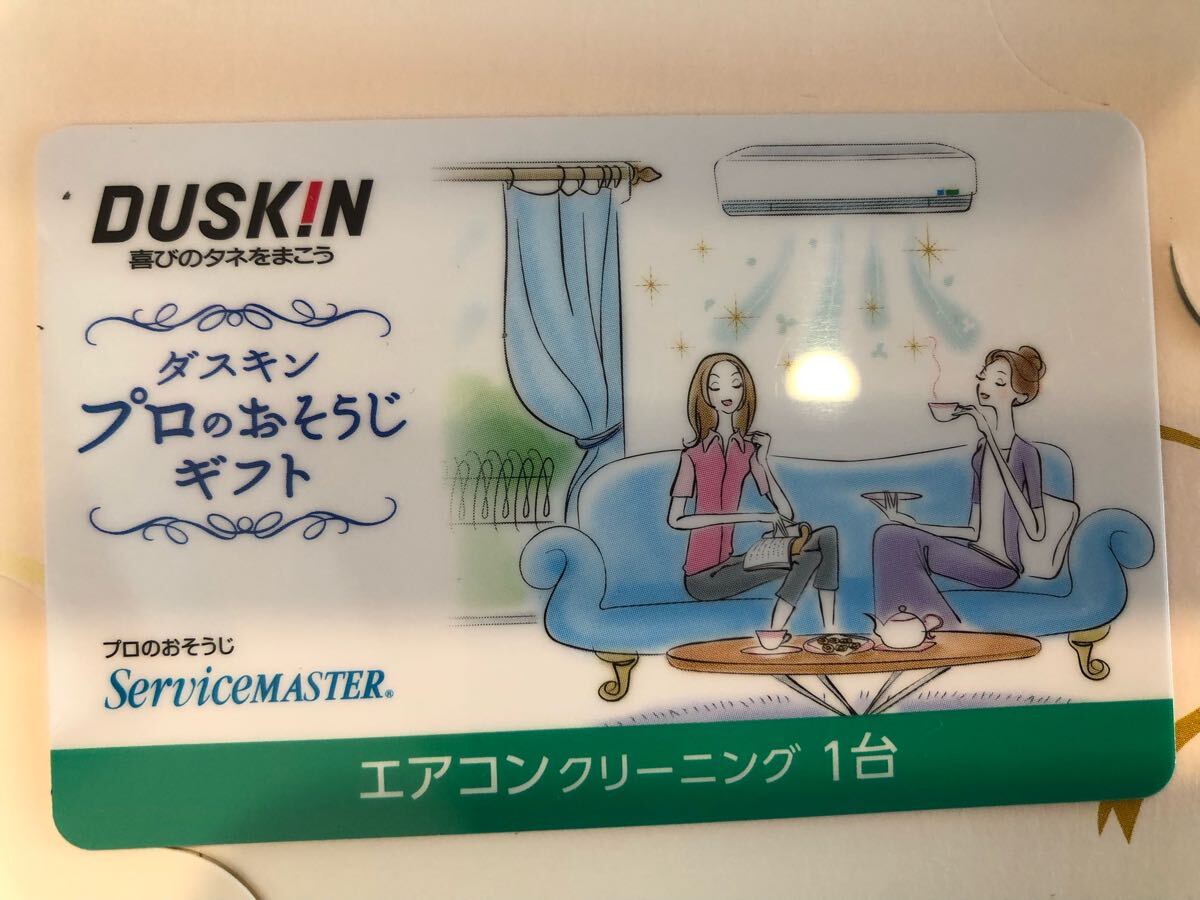 DUSK!N
喜びのタネをまこう
ダスキン
プロのおそうじ
ギフト
プロのおそうじ
ServiceMASTER®
エアコンクリーニング 1台